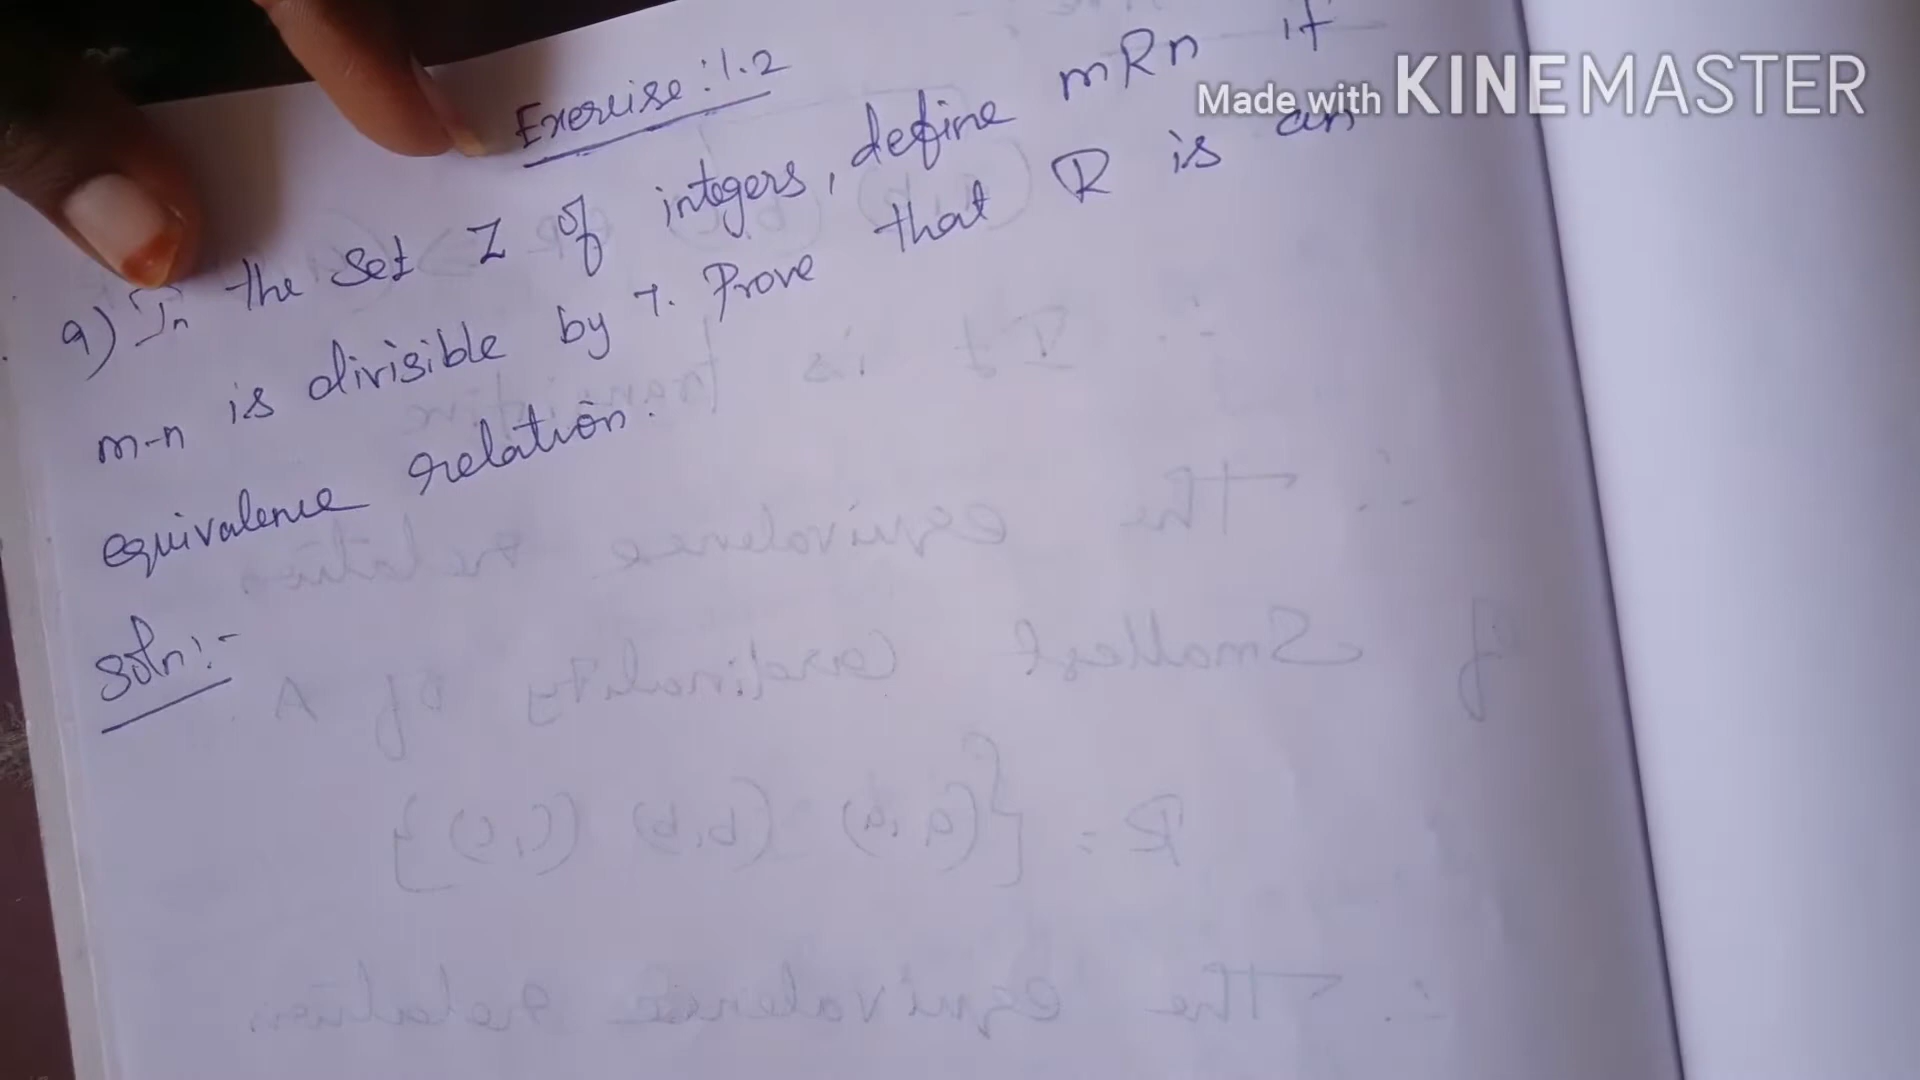 Exercise : 1.2
9) In the set Z of integers, define mRn if
m-n is divisible by 7. Prove that R is an
equivalence relation.
Soln:-
Made with KINEMASTER